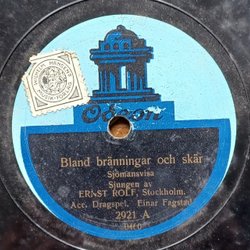 Odeon
Bland bränningar och skär
Sjömansvisa
Sjungen av
ERNST ROLF, Stockholm.
Acc. Dragspel, Einar Fagstad
2921 A